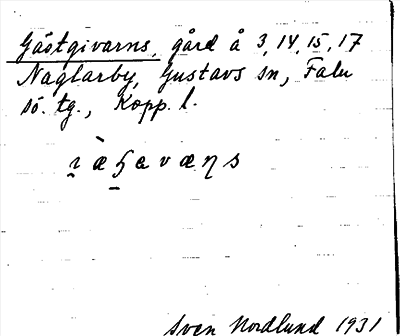 Gästgivarns, gård å 3, 14, 15, 17
Naglarby, Gustavs sn, Falu
sö. tg., Kopp. l.
Sven Nordlund 1931